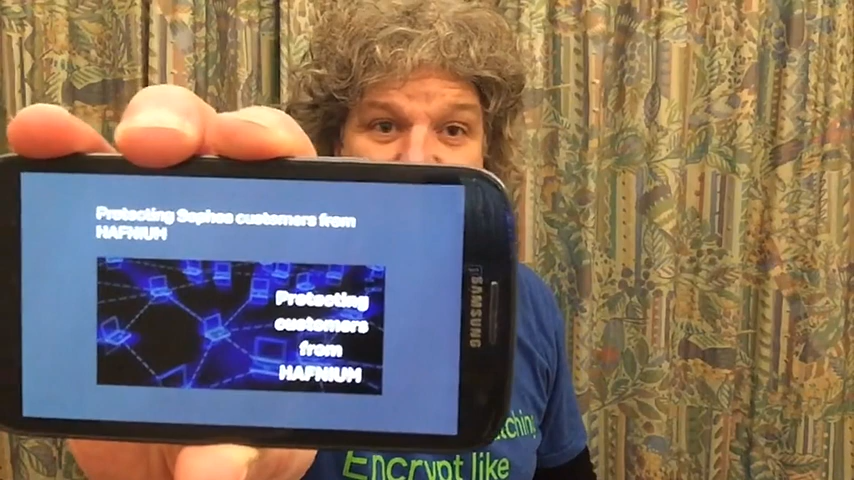 Protecting Sophos customers from
HAFNIUM
Protecting
customers
from
HAFNIUM
SAMSUNG
Encrypt like